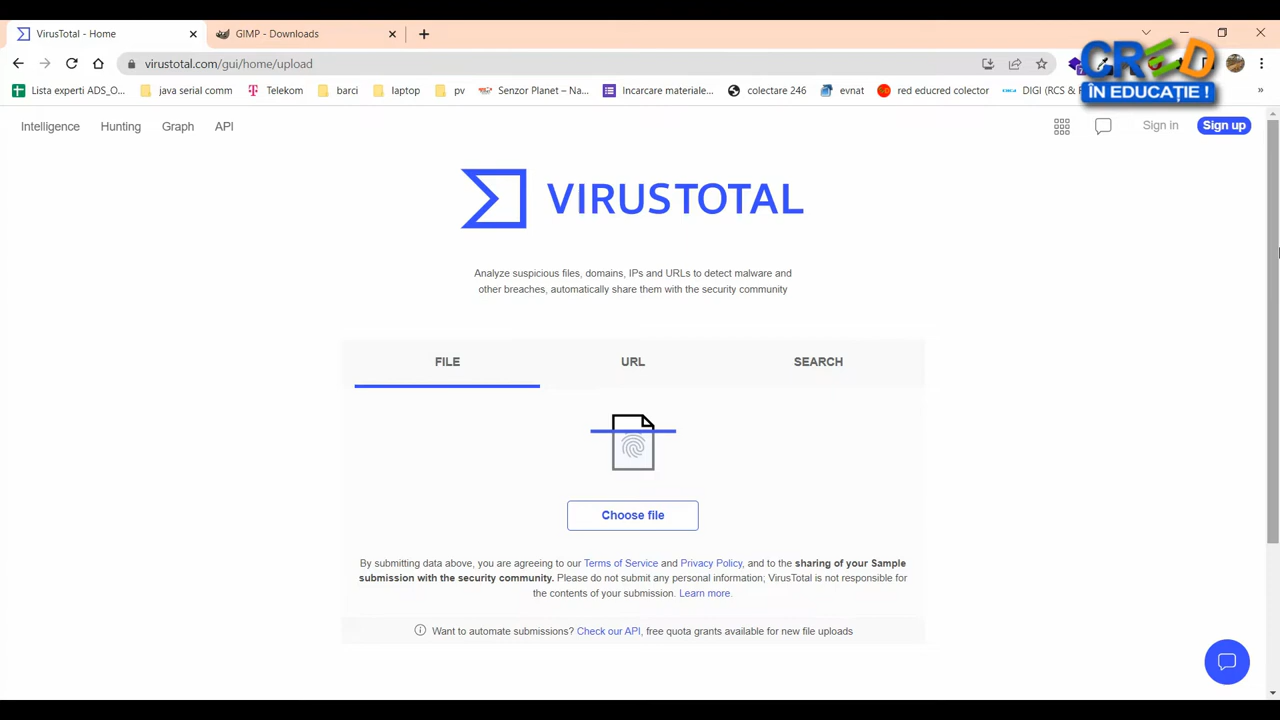 VirusTotal - Home
GIMP - Downloads
virustotal.com/gui/home/upload
CRED
ÎN EDUCAȚIE !
Lista experti ADS_O...
java serial comm
Telekom
barci
laptop
pv
Senzor Planet – Na...
Incarcare materiale...
colectare 246
evnat
red educred colector
DIGI (RCS &
Intelligence
Hunting
Graph
API
Sign in
Sign up
VIRUSTOTAL
Analyze suspicious files, domains, IPs and URLs to detect malware and
other breaches, automatically share them with the security community
FILE
URL
SEARCH
Choose file
By submitting data above, you are agreeing to our Terms of Service and Privacy Policy, and to the sharing of your Sample
submission with the security community. Please do not submit any personal information; VirusTotal is not responsible for
the contents of your submission. Learn more.
Want to automate submissions? Check our API, free quota grants available for new file uploads